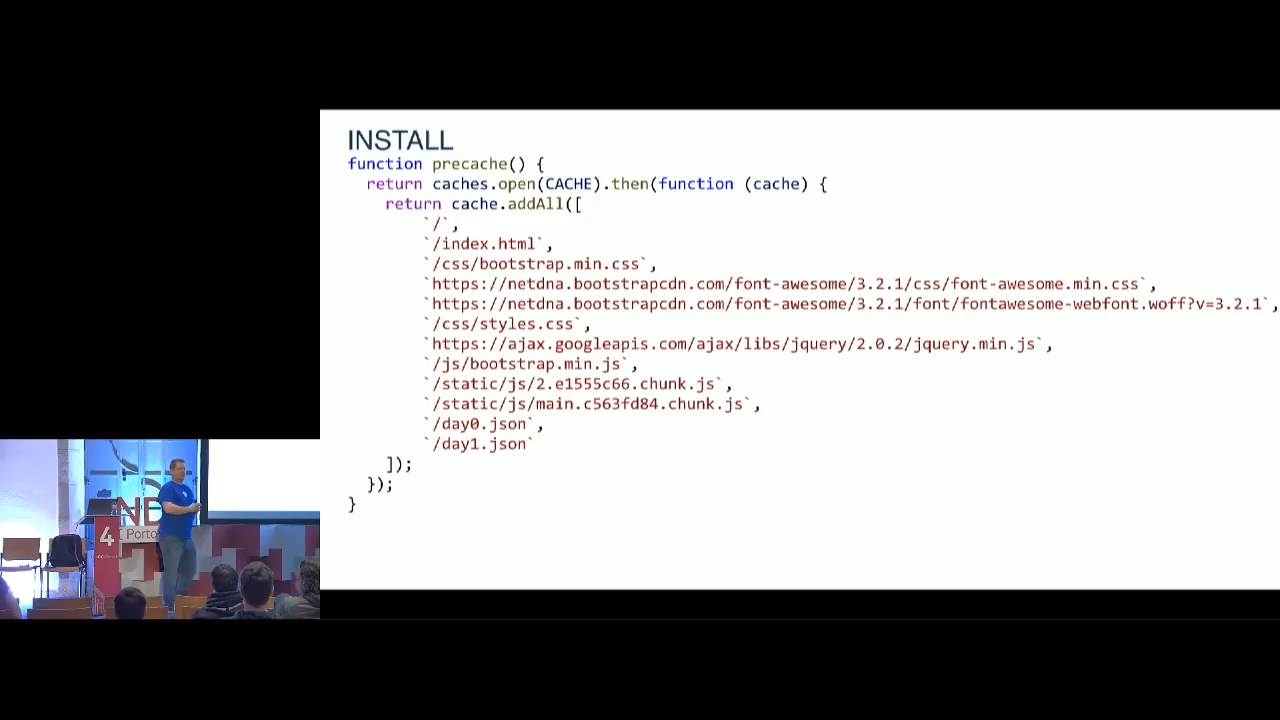 INSTALL
function precache() {
return caches.open(CACHE).then(function (cache) {
return cache.addAll([
`/`,
`/index.html`,
`/css/bootstrap.min.css`,
`https://netdna.bootstrapcdn.com/font-awesome/3.2.1/css/font-awesome.min.css`,
`https://netdna.bootstrapcdn.com/font-awesome/3.2.1/font/fontawesome-webfont.woff?v=3.2.1`,
`/css/styles.css`,
`https://ajax.googleapis.com/ajax/libs/jquery/2.0.2/jquery.min.js`,
`/js/bootstrap.min.js`,
`/static/js/2.e1555c66.chunk.js`,
`/static/js/main.c563fd84.chunk.js`,
`/day0.json`,
`/day1.json`
]);
});
}
ND
Porto
4